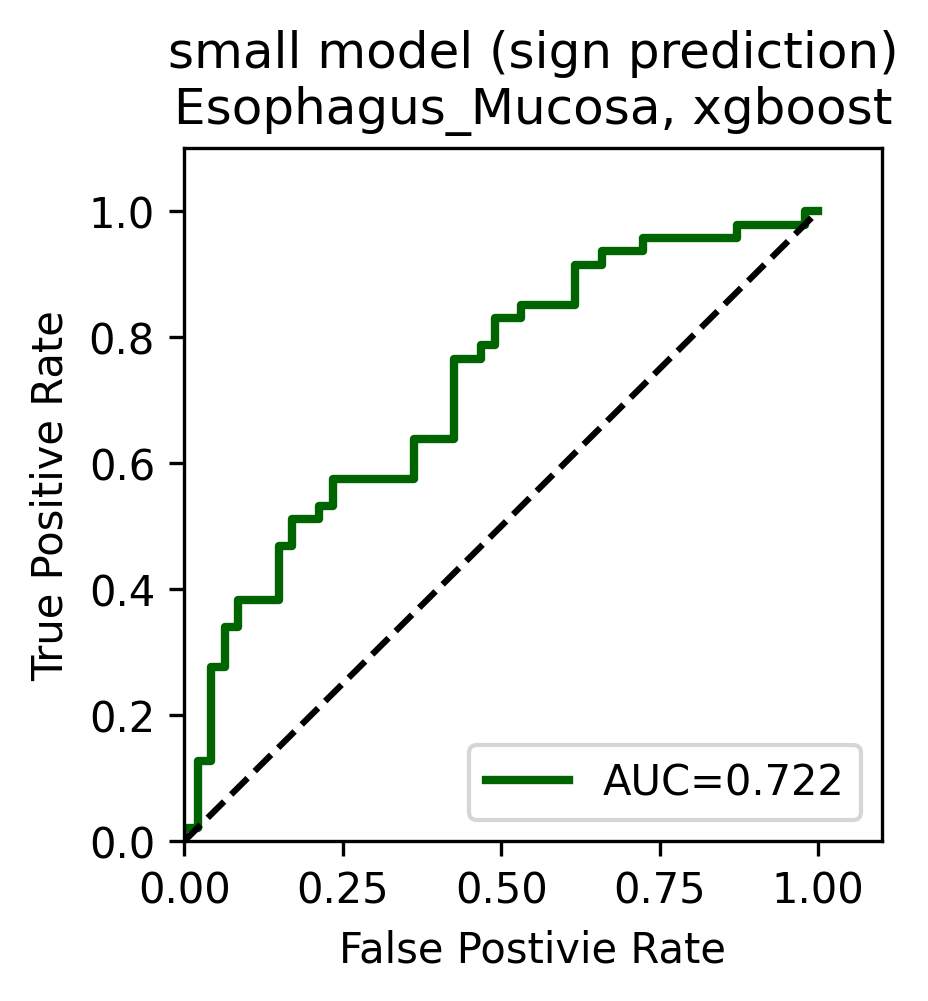 small model (sign prediction)
Esophagus_Mucosa, xgboost
1.0
0.8
0.6
0.4
0.2
0.0
True Positive Rate
AUC=0.722
0.00 0.25 0.50 0.75 1.00
False Postivie Rate